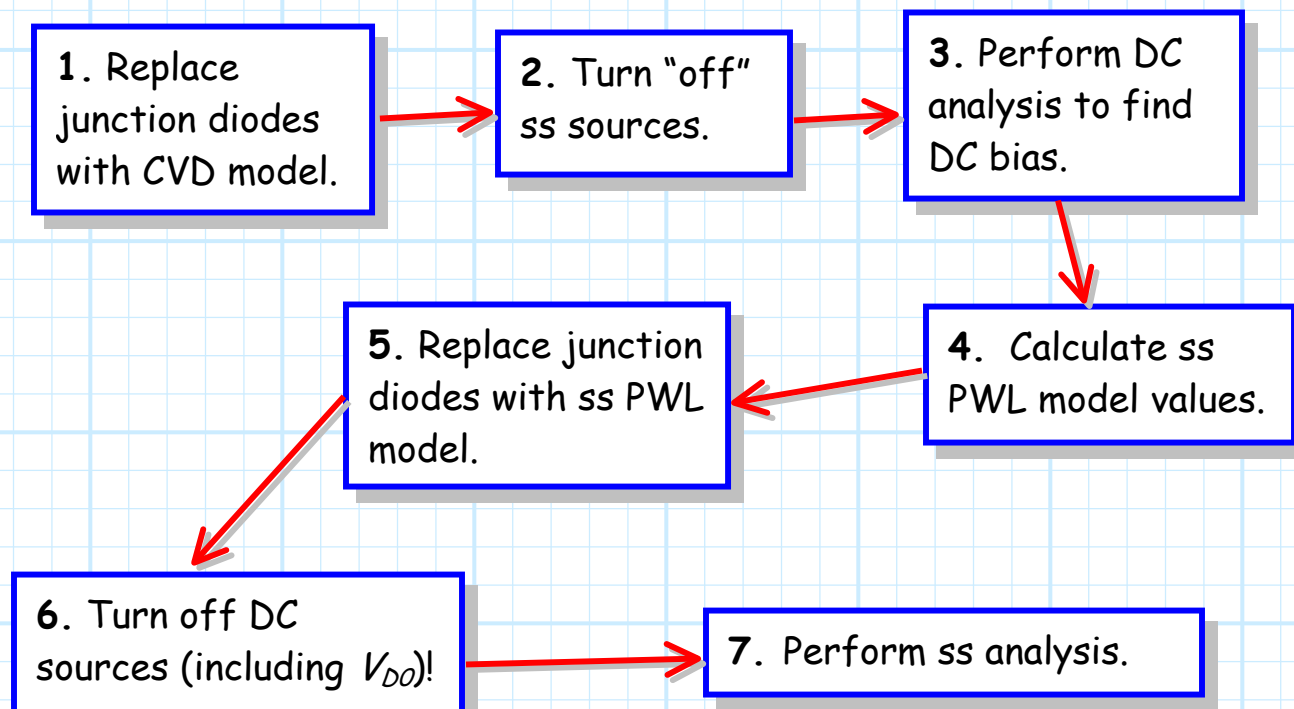 1. Replace
junction diodes
with CVD model.
2. Turn “off”
ss sources.
3. Perform DC
analysis to find
DC bias.
4. Calculate ss
PWL model values.
5. Replace junction
diodes with ss PWL
model.
6. Turn off DC
sources (including V_{D0})!
7. Perform ss analysis.